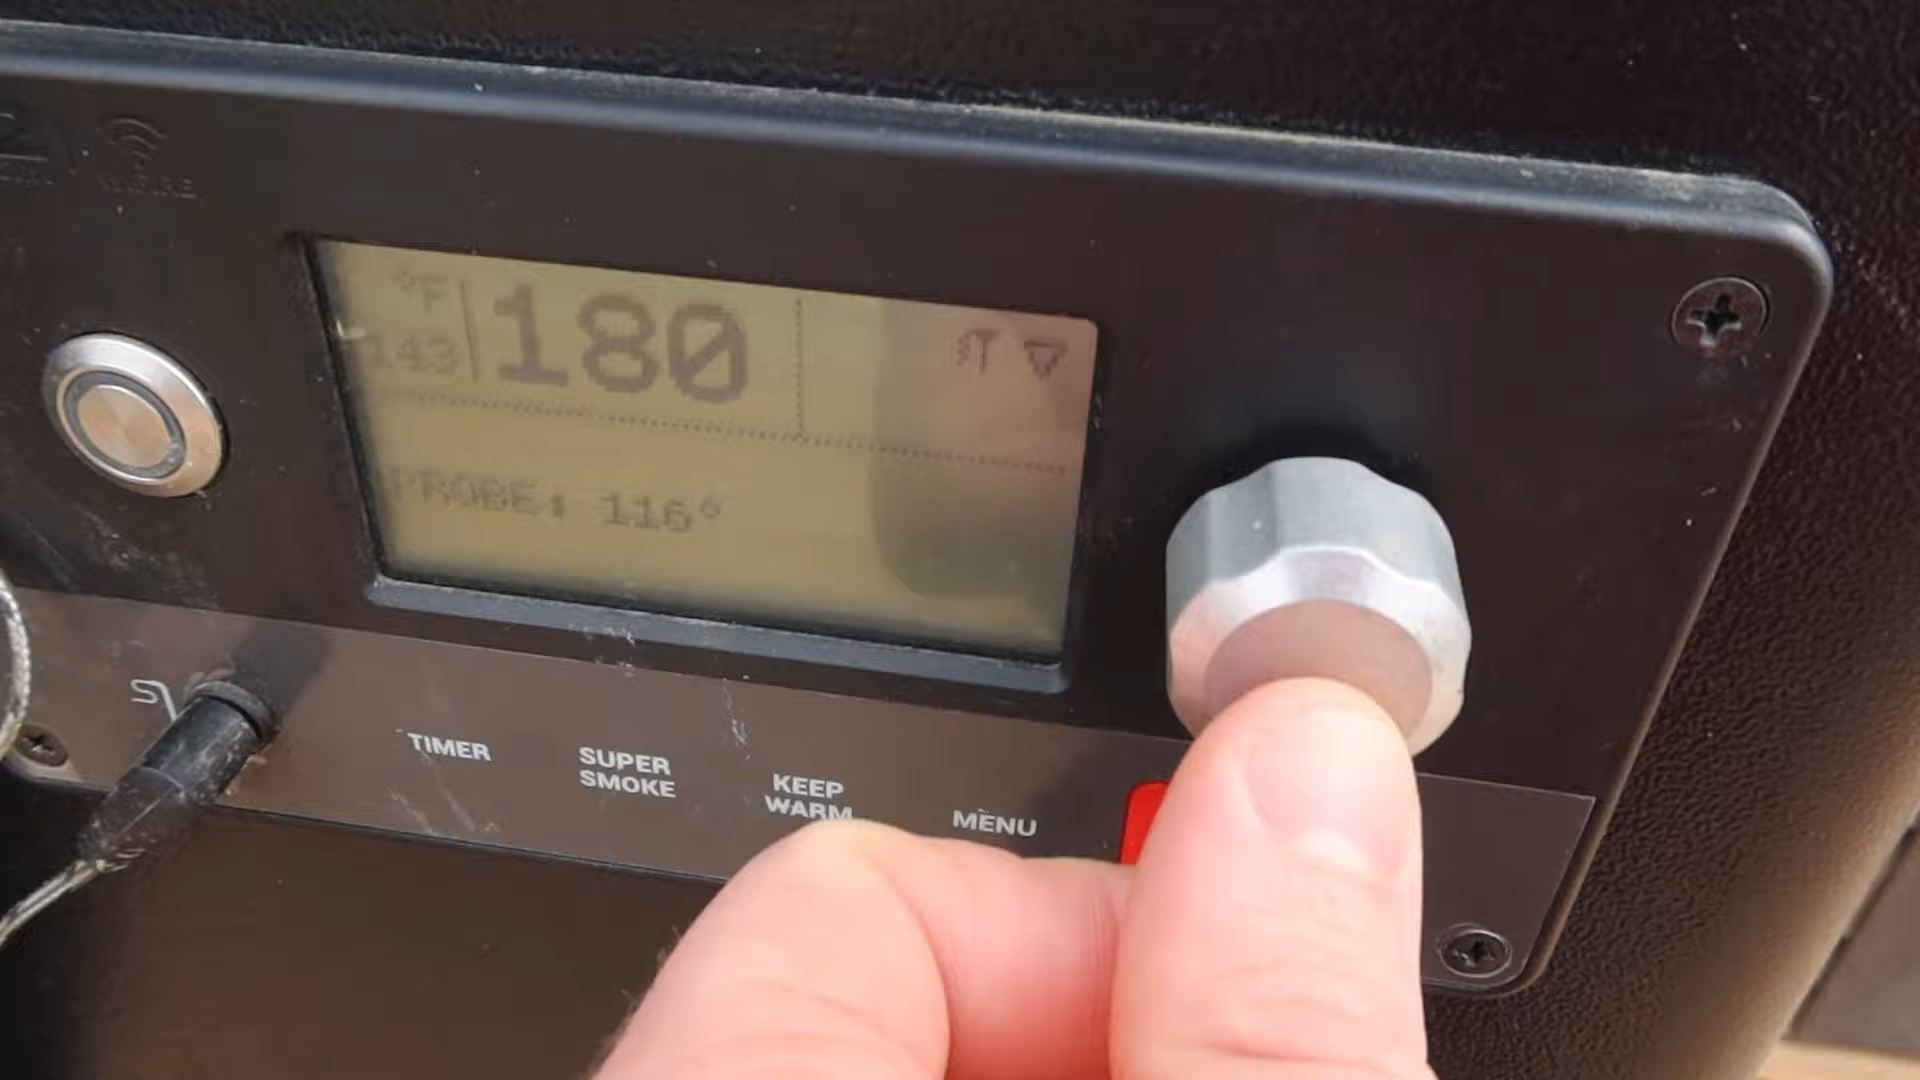 °F
143
180
PROBE: 116°
TIMER
SUPER
SMOKE
KEEP
WARM
MENU